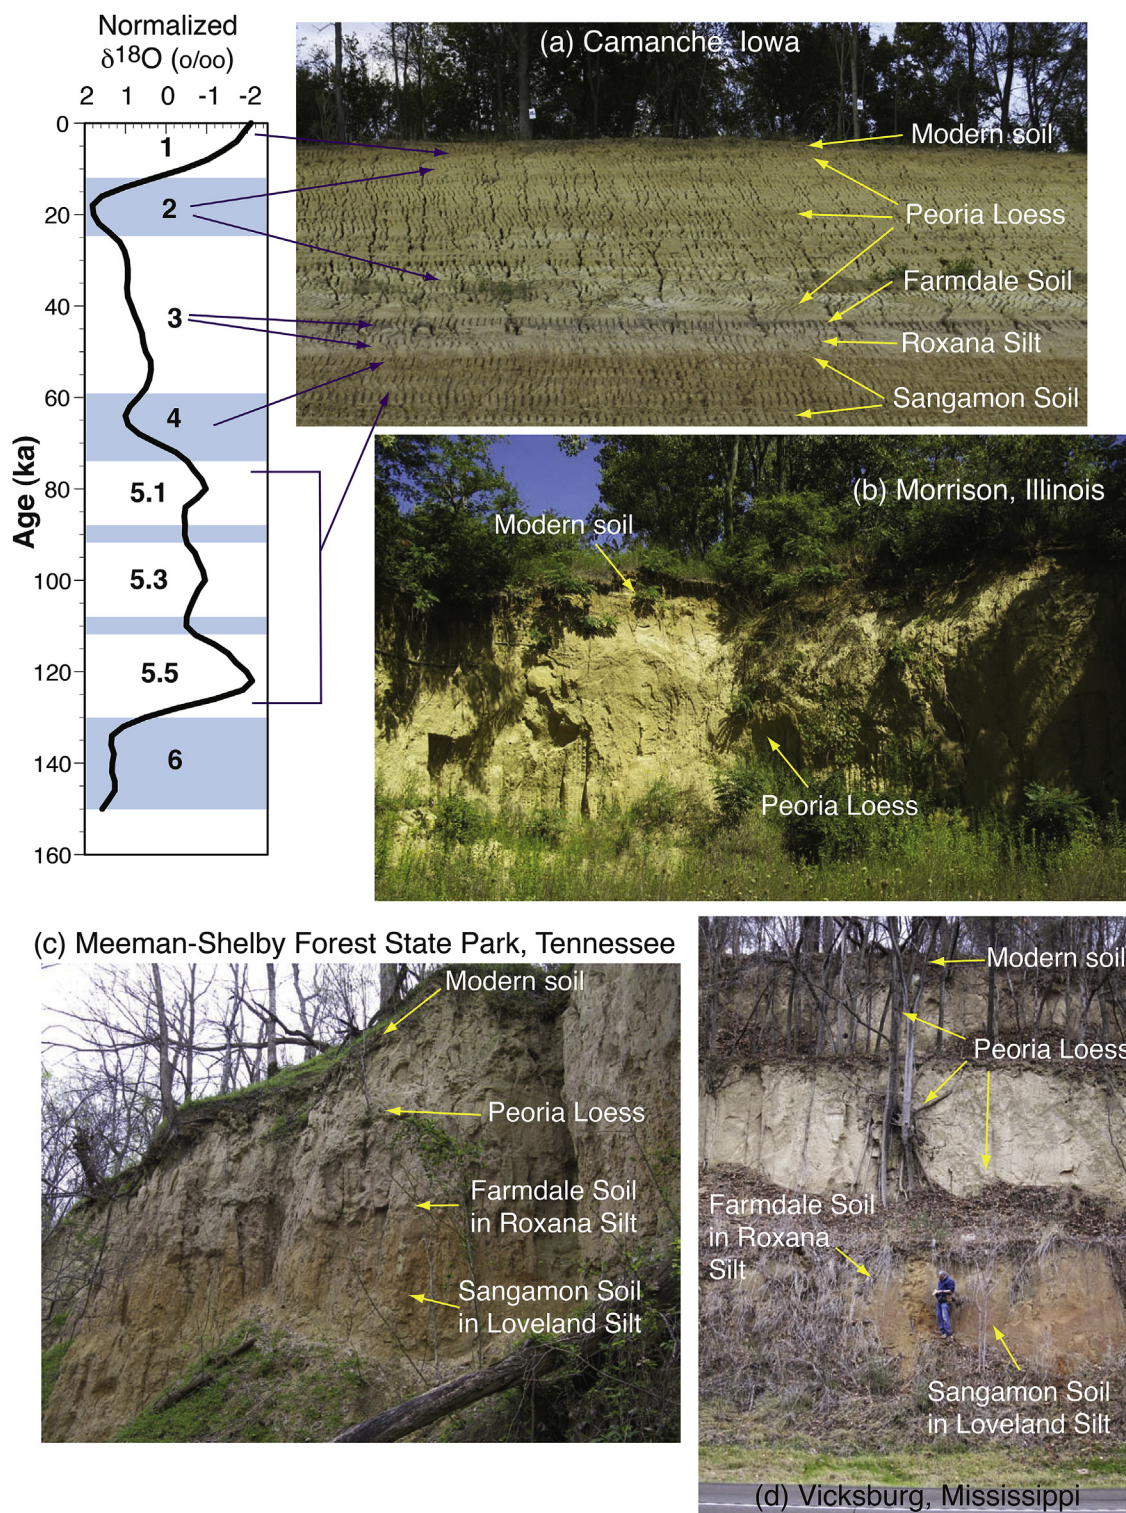 Normalized
δ18O (o/oo)
2 1 0 -1 -2
Age (ka)
0
20
40
60
80
100
120
140
160
1
2
3
4
5.1
5.3
5.5
6
(a) Camanche, Iowa
Modern soil
Peoria Loess
Farmdale Soil
Roxana Silt
Sangamon Soil
(b) Morrison, Illinois
Modern soil
Peoria Loess
(c) Meeman-Shelby Forest State Park, Tennessee
Modern soil
Peoria Loess
Farmdale Soil
in Roxana Silt
Sangamon Soil
in Loveland Silt
Modern soil
Peoria Loess
Farmdale Soil
in Roxana
Silt
Sangamon Soil
in Loveland Silt
(d) Vicksburg, Mississippi